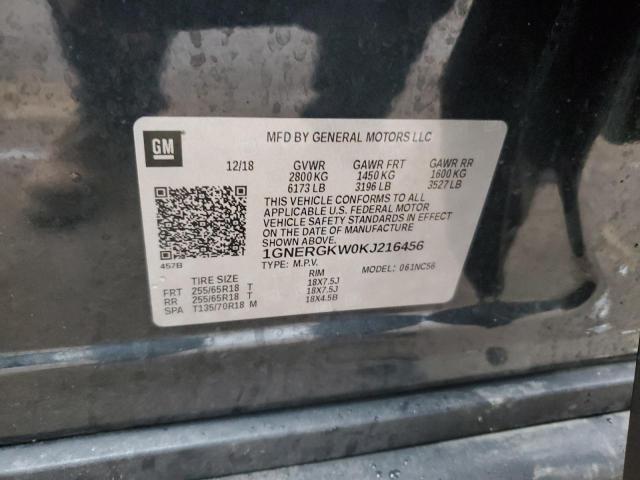 GM
MFD BY GENERAL MOTORS LLC
12/18 GVWR GAWR FRT GAWR RR
2800 KG 1450 KG 1600 KG
6173 LB 3196 LB 3527 LB
THIS VEHICLE CONFORMS TO ALL
APPLICABLE U.S. FEDERAL MOTOR
VEHICLE SAFETY STANDARDS IN EFFECT
ON THE DATE OF MANUFACTURE
SHOWN ABOVE.
1GNERGKW0KJ216456
457B
TYPE: M.P.V. MODEL: 061NC56
TIRE SIZE RIM
FRT 255/65R18 T 18X7.5J
RR 255/65R18 T 18X7.5J
SPA T135/70R18 M 18X4.5B